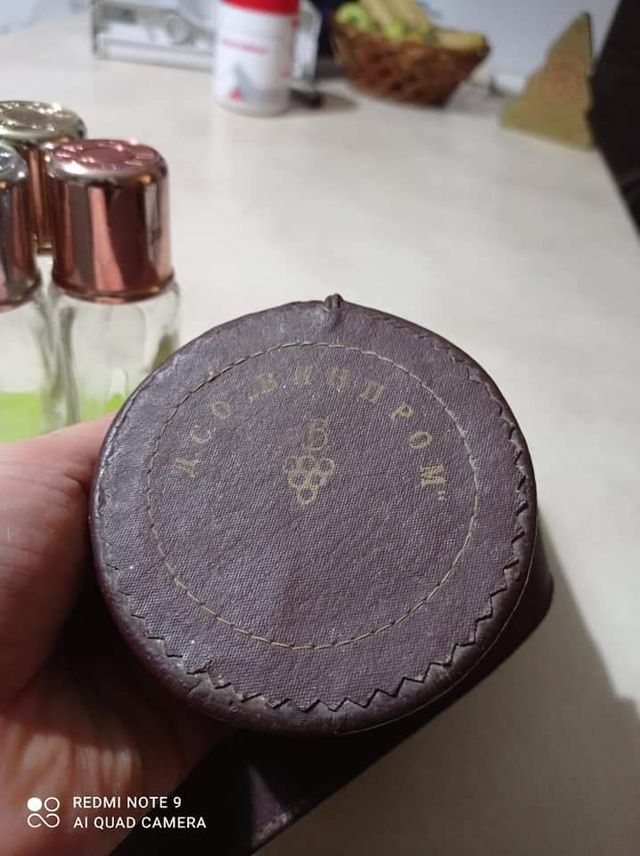 ДСО „ВИНПРОМ“
REDMI NOTE 9
AI QUAD CAMERA